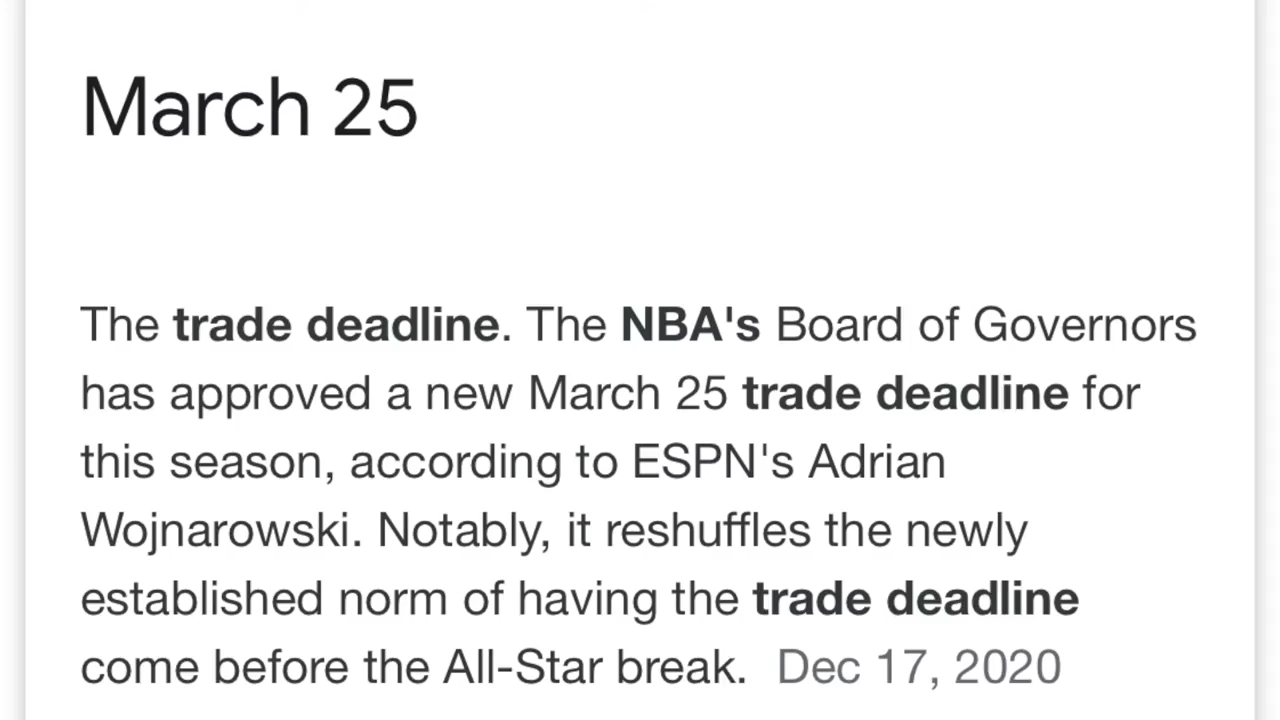 March 25
The trade deadline. The NBA's Board of Governors
has approved a new March 25 trade deadline for
this season, according to ESPN's Adrian
Wojnarowski. Notably, it reshuffles the newly
established norm of having the trade deadline
come before the All-Star break. Dec 17, 2020